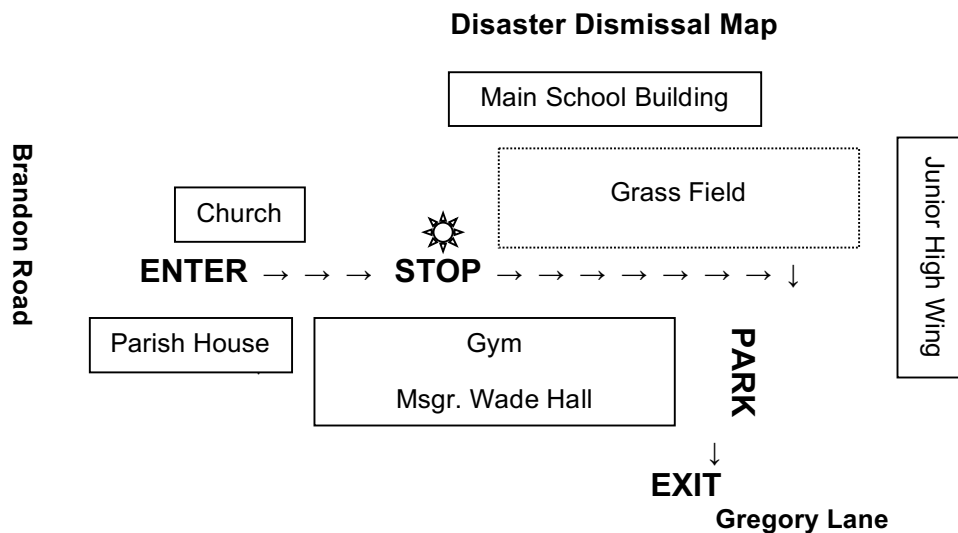 Disaster Dismissal Map
Main School Building
Brandon Road
Junior High Wing
Grass Field
Church
ENTER → → → STOP → → → → → → → ↓
Parish House
Gym
Msgr. Wade Hall
PARK
↓
EXIT
Gregory Lane